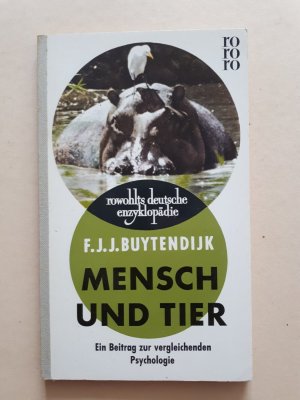 ro
ro
ro
rowohlts deutsche
enzyklopädie
F. J. J. BUYTENDIJK
MENSCH
UND TIER
Ein Beitrag zur vergleichenden
Psychologie